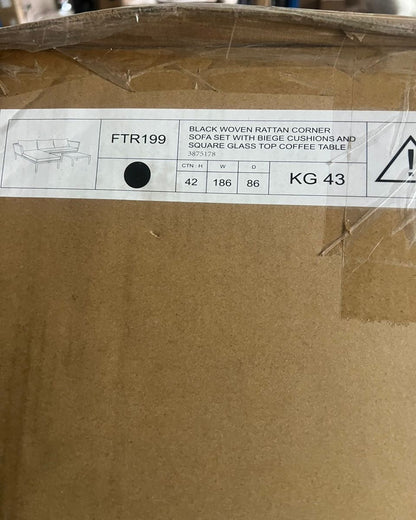 FTR199
BLACK WOVEN RATTAN CORNER
SOFA SET WITH BIEGE CUSHIONS AND
SQUARE GLASS TOP COFFEE TABLE
3875178
CTN : H W D
42 186 86
KG 43